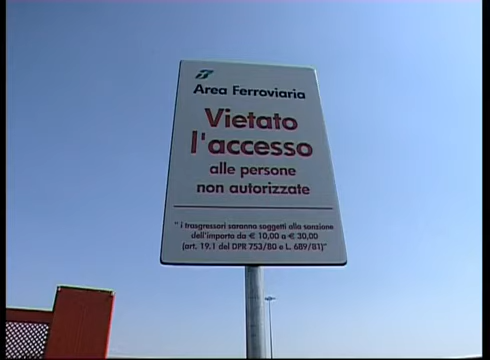 Area Ferroviaria
Vietato
l'accesso
alle persone
non autorizzate
" i trasgressori saranno soggetti alla sanzione
dell'importo da € 10,00 a € 30,00
(art. 19.1 del DPR 753/80 e L. 689/81)"